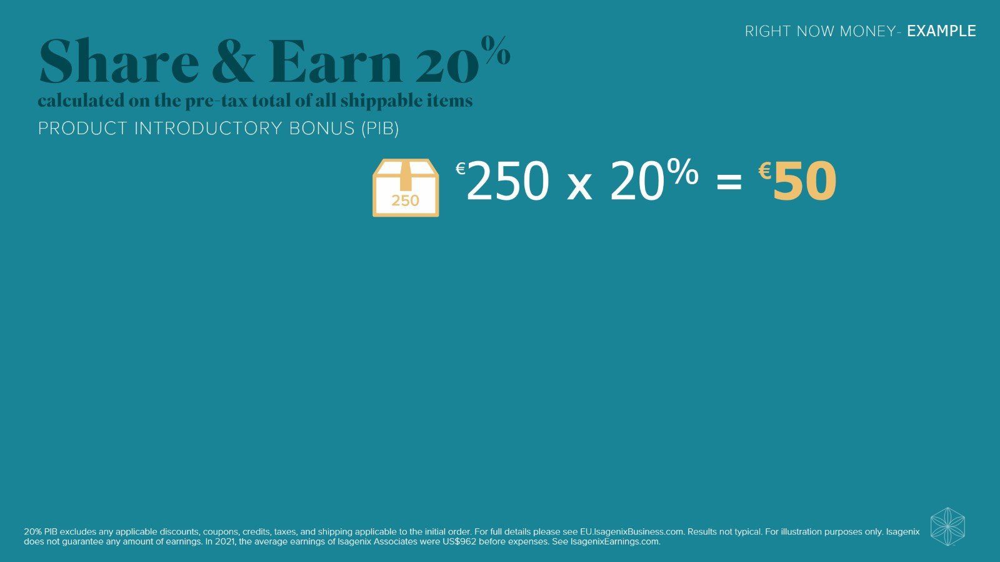 RIGHT NOW MONEY- EXAMPLE
Share & Earn 20%
calculated on the pre-tax total of all shippable items
PRODUCT INTRODUCTORY BONUS (PIB)
250 €250 x 20% = €50
20% PIB excludes any applicable discounts, coupons, credits, taxes, and shipping applicable to the initial order. For full details please see EU.IsagenixBusiness.com. Results not typical. For illustration purposes only. Isagenix
does not guarantee any amount of earnings. In 2021, the average earnings of Isagenix Associates were US$962 before expenses. See IsagenixEarnings.com.